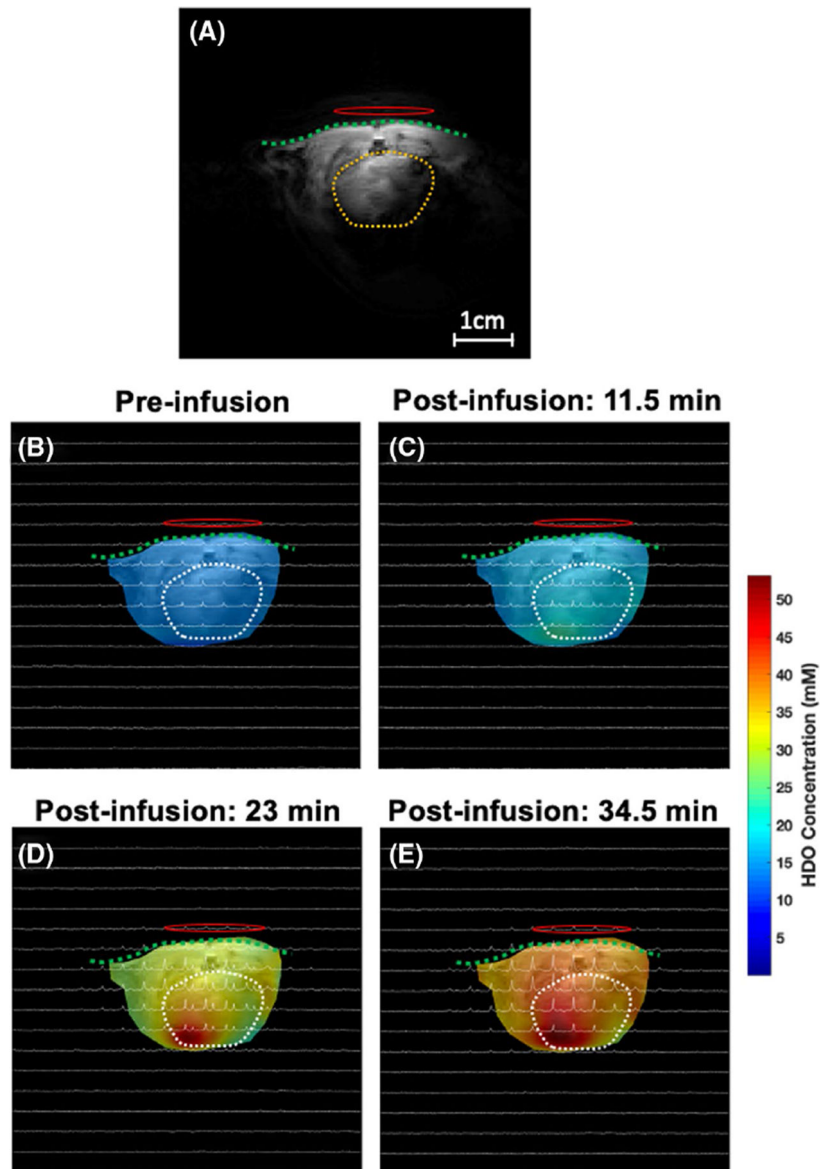 (A)
1cm
Pre-infusion
Post-infusion: 11.5 min
(B)
(C)
Post-infusion: 23 min
Post-infusion: 34.5 min
(D)
(E)
50
45
40
35
30
25
20
15
10
5
HDO Concentration (mM)